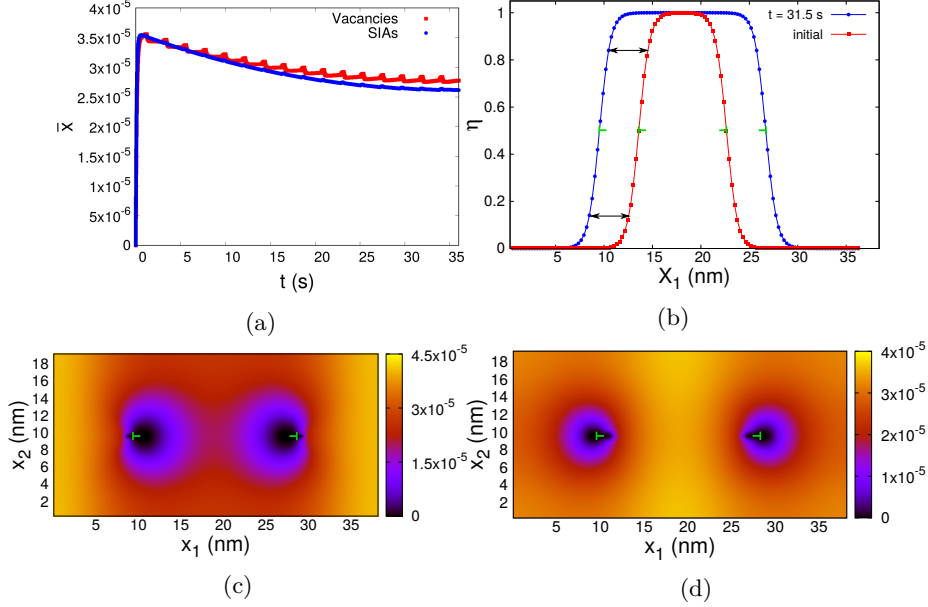 4x10⁻⁵
3.5x10⁻⁵
3x10⁻⁵
2.5x10⁻⁵
2x10⁻⁵
1.5x10⁻⁵
1x10⁻⁵
5x10⁻⁶
0
x̅
Vacancies
SIAs
0 5 10 15 20 25 30 35
t (s)
(a)
1
0.8
0.6
0.4
0.2
0
η
t = 31.5 s
initial
5 10 15 20 25 30 35
X₁ (nm)
(b)
18
16
14
12
10
8
6
4
2
x₂ (nm)
5 10 15 20 25 30 35
x₁ (nm)
4.5x10⁻⁵
3x10⁻⁵
1.5x10⁻⁵
0
(c)
18
16
14
12
10
8
6
4
2
x₂ (nm)
5 10 15 20 25 30 35
x₁ (nm)
4x10⁻⁵
3x10⁻⁵
2x10⁻⁵
1x10⁻⁵
0
(d)